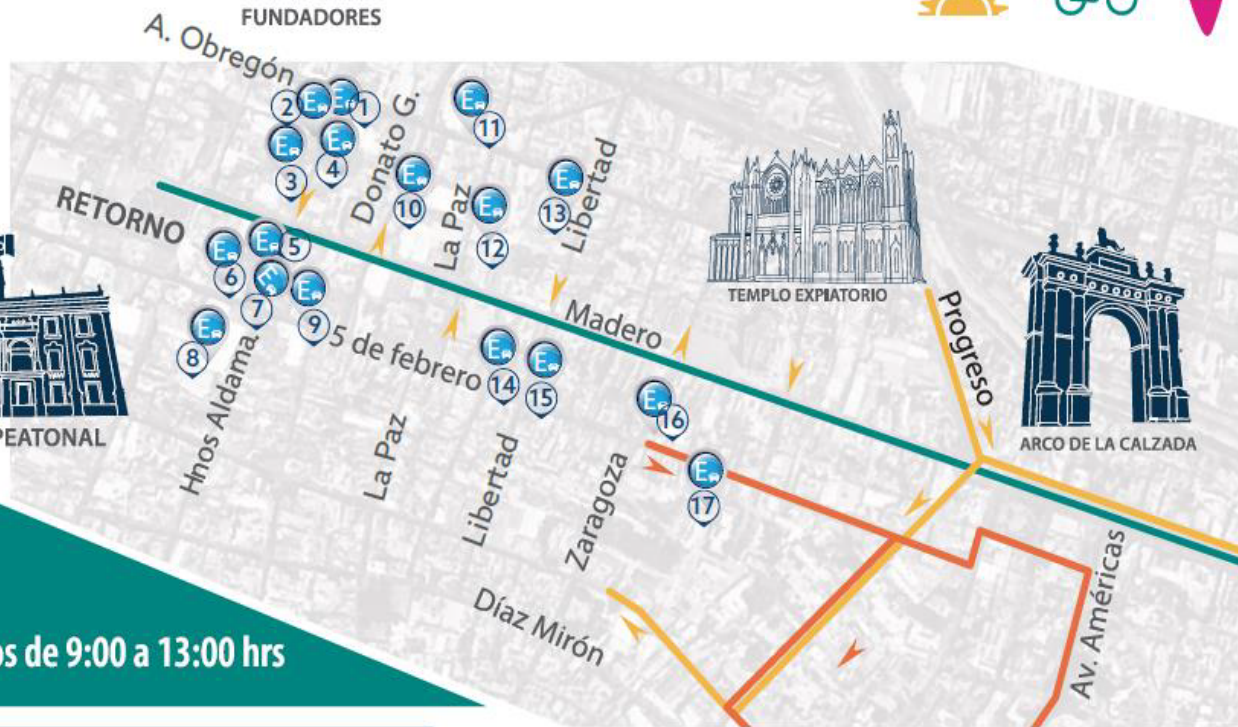 FUNDADORES
A. Obregón
E
2
E
1
E
3
E
4
Donato G.
E
11
E
10
La Paz
E
12
E
13
Libertad
RETORNO
E
5
E
6
E
7
E
9
E
8
Hnos Aldama
5 de febrero
La Paz
Madero
E
14
E
15
Libertad
E
16
Zaragoza
E
17
Díaz Mirón
TEMPLO EXPIATORIO
Progreso
ARCO DE LA CALZADA
Av. Américas
PEATONAL
os de 9:00 a 13:00 hrs